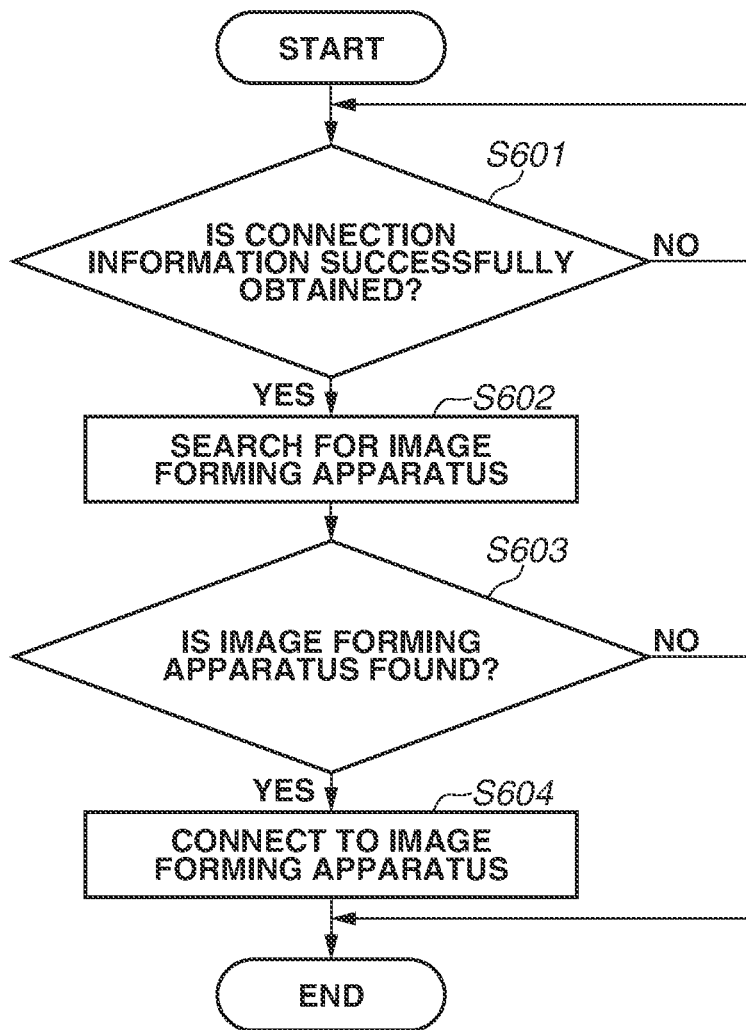 START
S601
IS CONNECTION
INFORMATION SUCCESSFULLY
OBTAINED?
NO
YES
S602
SEARCH FOR IMAGE
FORMING APPARATUS
S603
IS IMAGE FORMING
APPARATUS FOUND?
NO
YES
S604
CONNECT TO IMAGE
FORMING APPARATUS
END